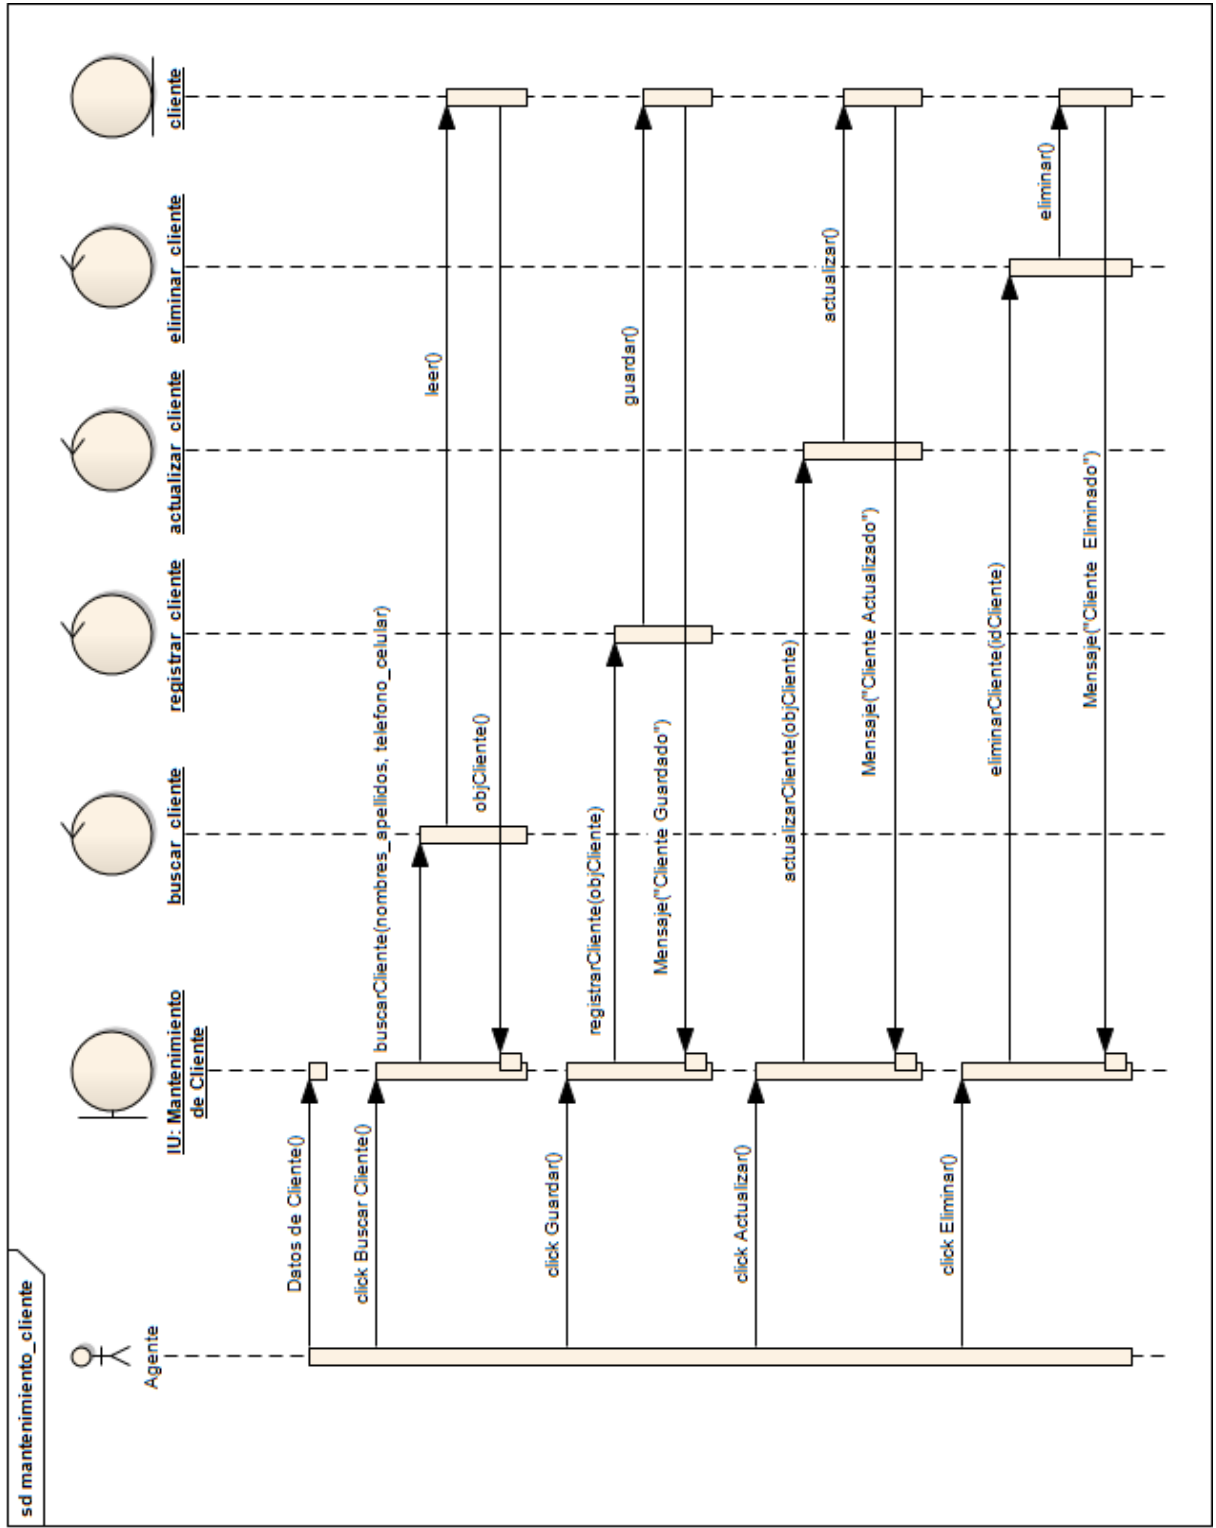 sd mantenimiento_cliente
Agente
IU: Mantenimiento
de Cliente
buscar_cliente
registrar_cliente
actualizar_cliente
eliminar_cliente
cliente
Datos de Cliente()
click Buscar Cliente()
buscarCliente(nombres_apellidos, telefono_celular)
leer()
objCliente()
click Guardar()
registrarCliente(objCliente)
guardar()
Mensaje("Cliente Guardado")
click Actualizar()
actualizarCliente(objCliente)
actualizar()
Mensaje("Cliente Actualizado")
click Eliminar()
eliminarCliente(idCliente)
eliminar()
Mensaje("Cliente Eliminado")